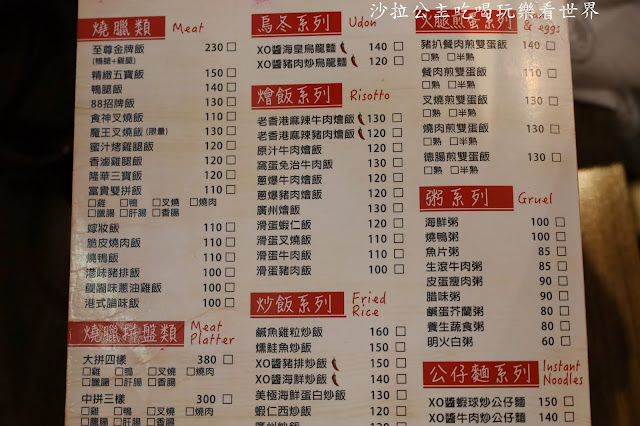 沙拉公主吃喝玩樂看世界
燒臘類 Meat
至尊金牌飯 230 □
(鴨腿+雞腿)
精緻五寶飯 150 □
鴨腿飯 140 □
88招牌飯 130 □
食神叉燒飯 110 □
魔王叉燒飯(限量) 130 □
蜜汁烤雞腿飯 120 □
香滷雞腿飯 120 □
隆華三寶飯 120 □
富貴雙拼飯 110 □
□雞 □鴨 □叉燒 □燒肉
□臘腸 □肝腸 □香腸
嫁妝飯 110 □
脆皮燒肉飯 110 □
燒鴨飯 110 □
港味豬排飯 100 □
蔥油雞飯 100 □
港式腊味飯 100 □
燒臘拼盤類 Meat Platter
大拼四樣 380 □
□雞 □鴨 □叉燒 □燒肉
□臘腸 □肝腸 □香腸
中拼三樣 300 □
□雞 □鴨 □叉燒 □燒肉
烏冬系列 Udon
XO醬海皇烏龍麵 140 □
XO醬豬肉炒烏龍麵 120 □
燴飯系列 Risotto
老香港麻辣牛肉燴飯 130 □
老香港麻辣豬肉燴飯 130 □
原汁牛肉燴飯 120 □
窩蛋免治牛肉飯 120 □
蔥爆牛肉燴飯 120 □
蔥爆豬肉燴飯 120 □
廣州燴飯 130 □
滑蛋蝦仁飯 120 □
滑蛋叉燒飯 120 □
滑蛋牛肉飯 120 □
滑蛋豬肉飯 120 □
炒飯系列 Fried Rice
鹹魚雞粒炒飯 160 □
燻鮭魚炒飯 150 □
XO醬豬排炒飯 150 □
XO醬海鮮炒飯 140 □
美極海鮮蛋白炒飯 130 □
蝦仁西炒飯 120 □
廣州炒飯 120 □
& eggs
豬扒餐肉煎雙蛋飯 140 □
□熟 □半熟
餐肉煎雙蛋飯 130 □
□熟 □半熟
叉燒煎雙蛋飯 130 □
□熟 □半熟
燒肉煎雙蛋飯 130 □
□熟 □半熟
德腸煎雙蛋飯 130 □
□熟 □半熟
粥系列 Gruel
海鮮粥 100 □
燒鴨粥 100 □
魚片粥 85 □
生滾牛肉粥 85 □
皮蛋瘦肉粥 90 □
腊味粥 90 □
鹹蛋芥蘭粥 90 □
養生蔬食粥 90 □
明火白粥 60 □
公仔麵系列 Instant Noodles
XO醬蝦球炒公仔麵 150 □
XO醬牛肉炒公仔麵 140 □